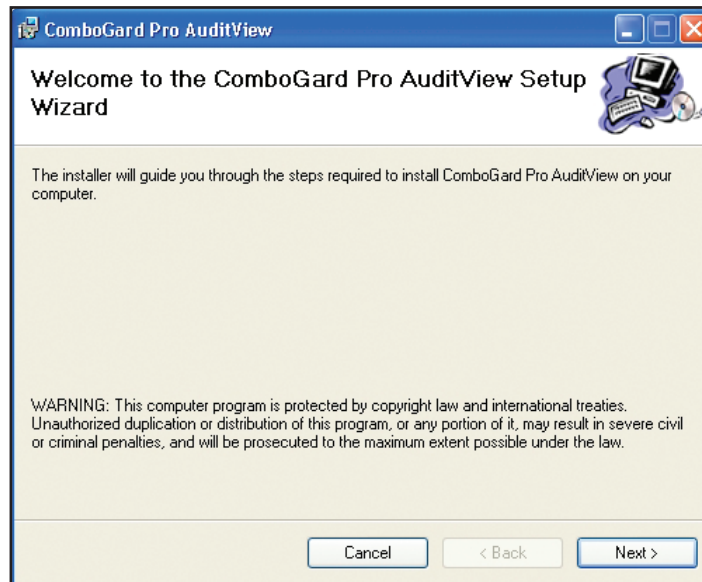 ComboGard Pro AuditView
Welcome to the ComboGard Pro AuditView Setup
Wizard
The installer will guide you through the steps required to install ComboGard Pro AuditView on your
computer.
WARNING: This computer program is protected by copyright law and international treaties.
Unauthorized duplication or distribution of this program, or any portion of it, may result in severe civil
or criminal penalties, and will be prosecuted to the maximum extent possible under the law.
Cancel
< Back
Next >